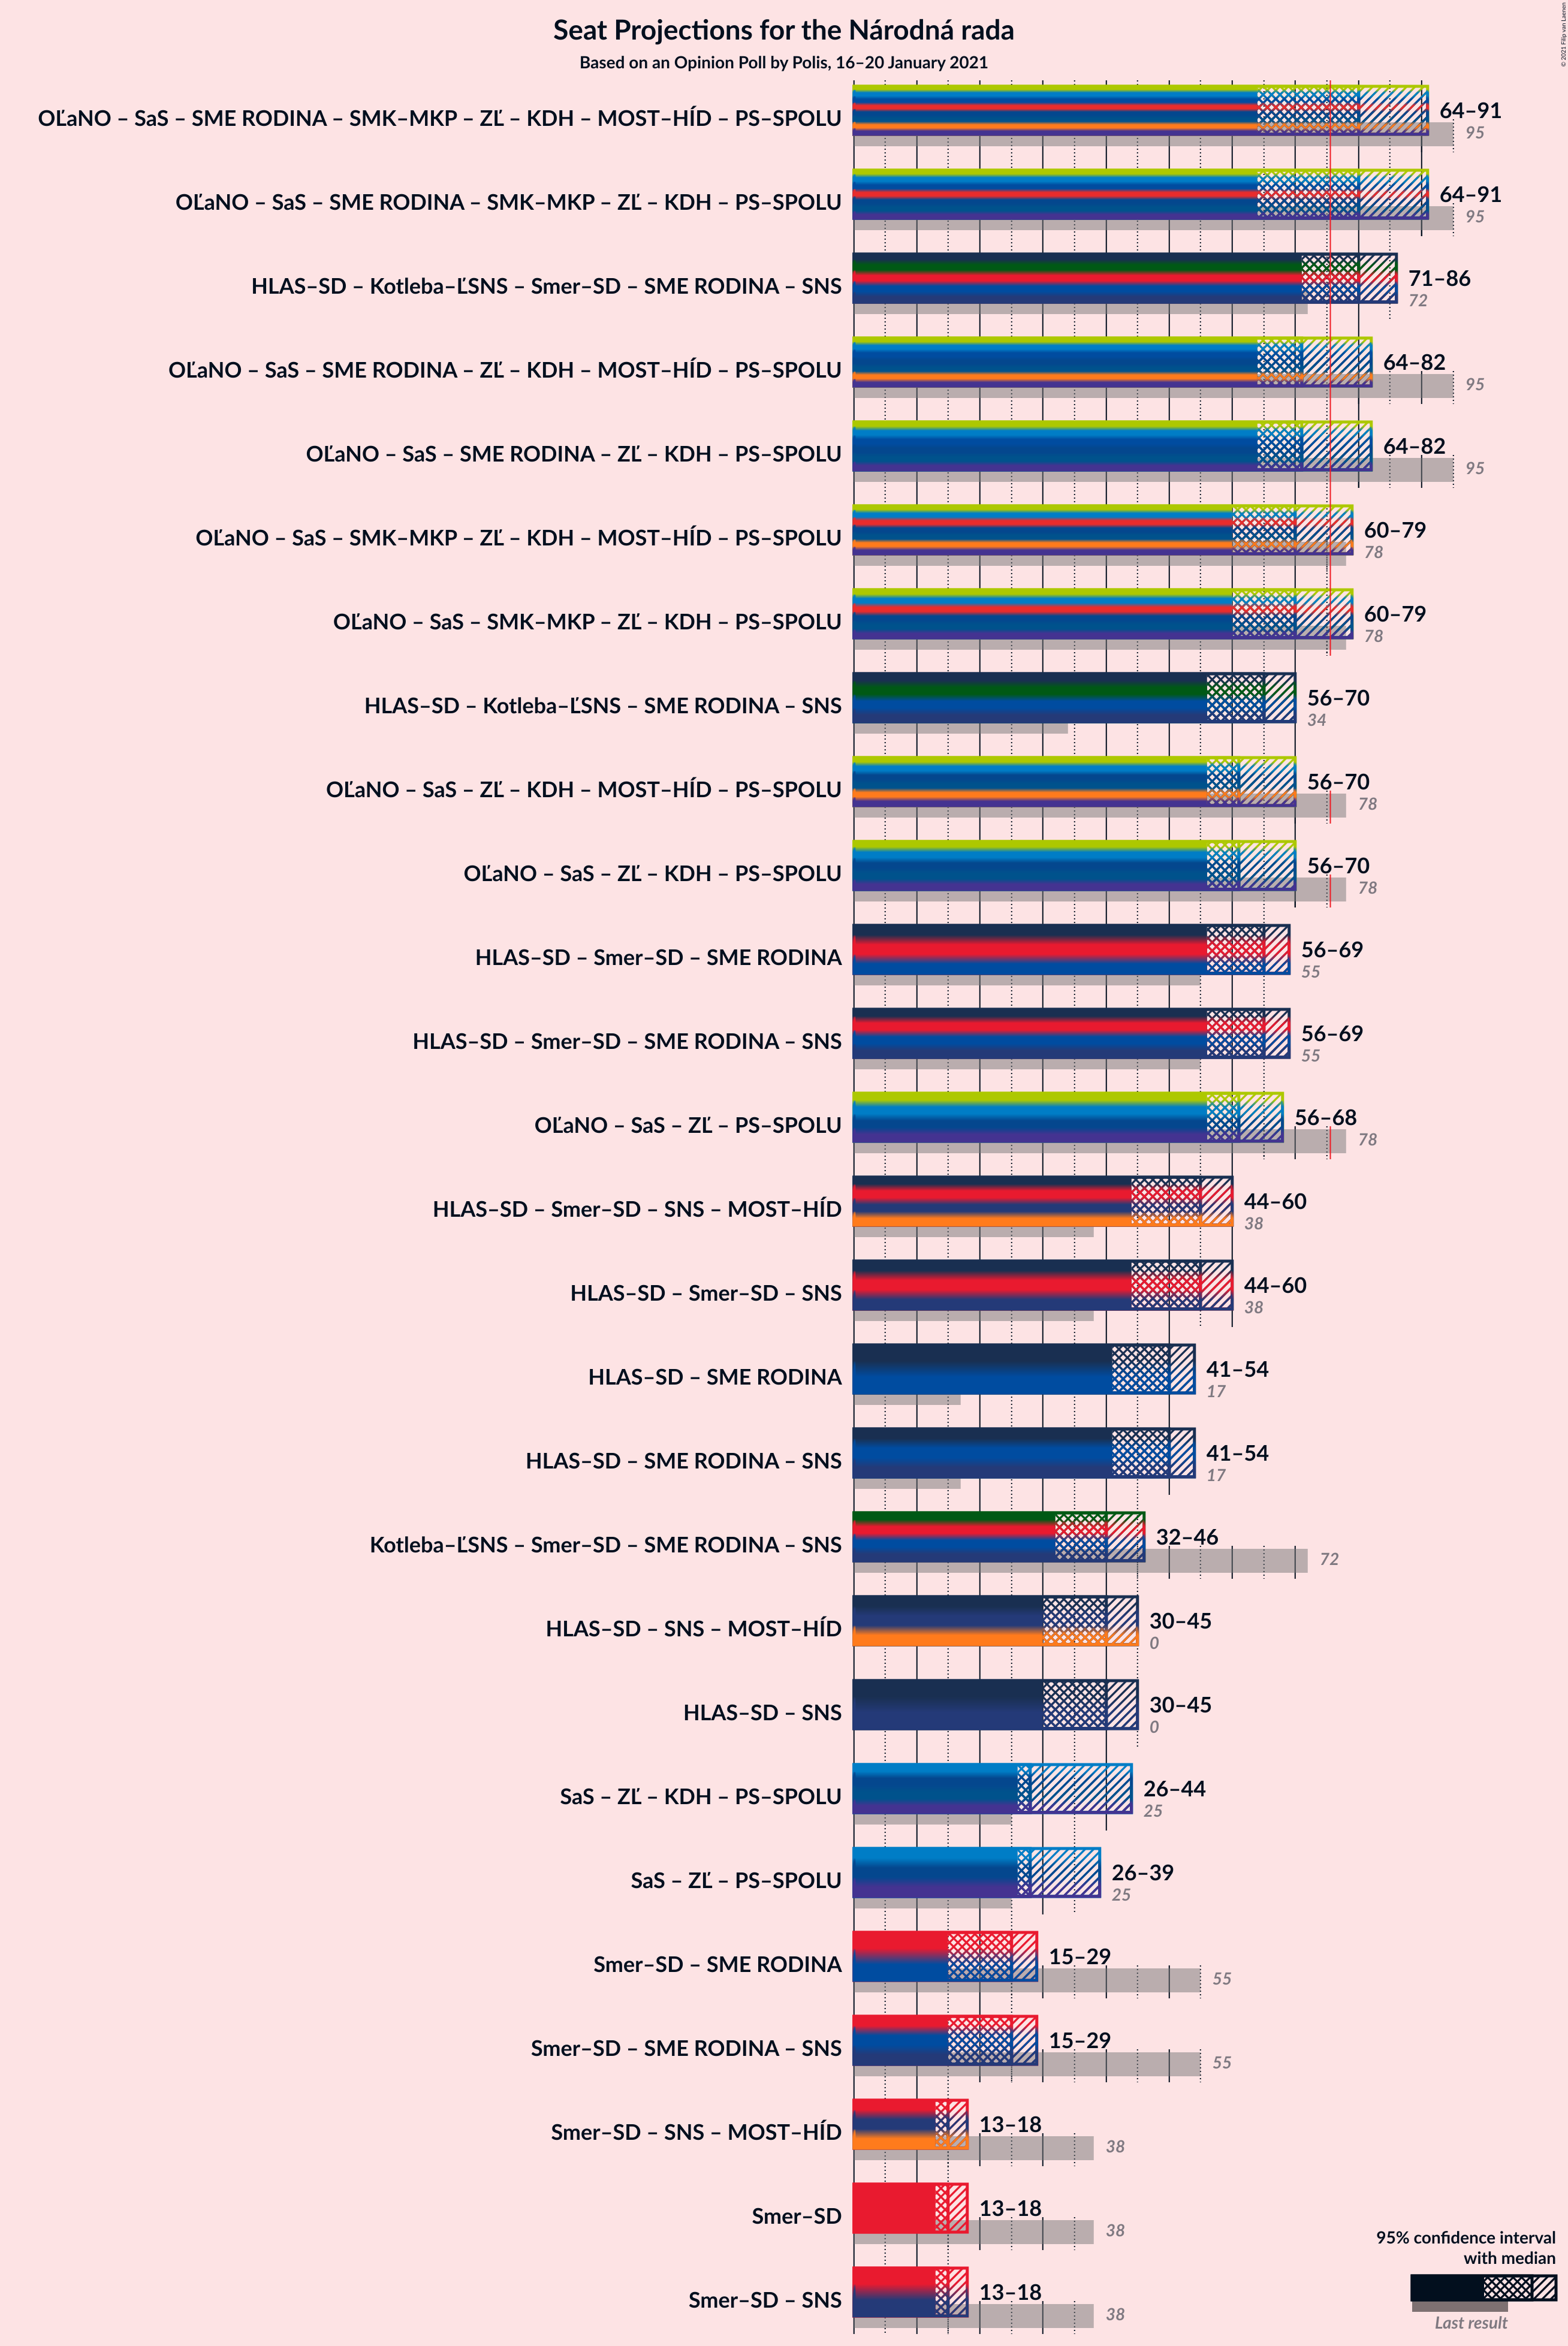 Seat Projections for the Národná rada
Based on an Opinion Poll by Polis, 16–20 January 2021
© 2021 Filip van Laenen
OĽaNO – SaS – SME RODINA – SMK–MKP – ZĽ – KDH – MOST–HÍD – PS–SPOLU
64–91
95
OĽaNO – SaS – SME RODINA – SMK–MKP – ZĽ – KDH – PS–SPOLU
64–91
95
HLAS–SD – Kotleba–ĽSNS – Smer–SD – SME RODINA – SNS
71–86
72
OĽaNO – SaS – SME RODINA – ZĽ – KDH – MOST–HÍD – PS–SPOLU
64–82
95
OĽaNO – SaS – SME RODINA – ZĽ – KDH – PS–SPOLU
64–82
95
OĽaNO – SaS – SMK–MKP – ZĽ – KDH – MOST–HÍD – PS–SPOLU
60–79
78
OĽaNO – SaS – SMK–MKP – ZĽ – KDH – PS–SPOLU
60–79
78
HLAS–SD – Kotleba–ĽSNS – SME RODINA – SNS
56–70
34
OĽaNO – SaS – ZĽ – KDH – MOST–HÍD – PS–SPOLU
56–70
78
OĽaNO – SaS – ZĽ – KDH – PS–SPOLU
56–70
78
HLAS–SD – Smer–SD – SME RODINA
56–69
55
HLAS–SD – Smer–SD – SME RODINA – SNS
56–69
55
OĽaNO – SaS – ZĽ – PS–SPOLU
56–68
78
HLAS–SD – Smer–SD – SNS – MOST–HÍD
44–60
38
HLAS–SD – Smer–SD – SNS
44–60
38
HLAS–SD – SME RODINA
41–54
17
HLAS–SD – SME RODINA – SNS
41–54
17
Kotleba–ĽSNS – Smer–SD – SME RODINA – SNS
32–46
72
HLAS–SD – SNS – MOST–HÍD
30–45
0
HLAS–SD – SNS
30–45
0
SaS – ZĽ – KDH – PS–SPOLU
26–44
25
SaS – ZĽ – PS–SPOLU
26–39
25
Smer–SD – SME RODINA
15–29
55
Smer–SD – SME RODINA – SNS
15–29
55
Smer–SD – SNS – MOST–HÍD
13–18
38
Smer–SD
13–18
38
Smer–SD – SNS
13–18
38
95% confidence interval
with median
Last result